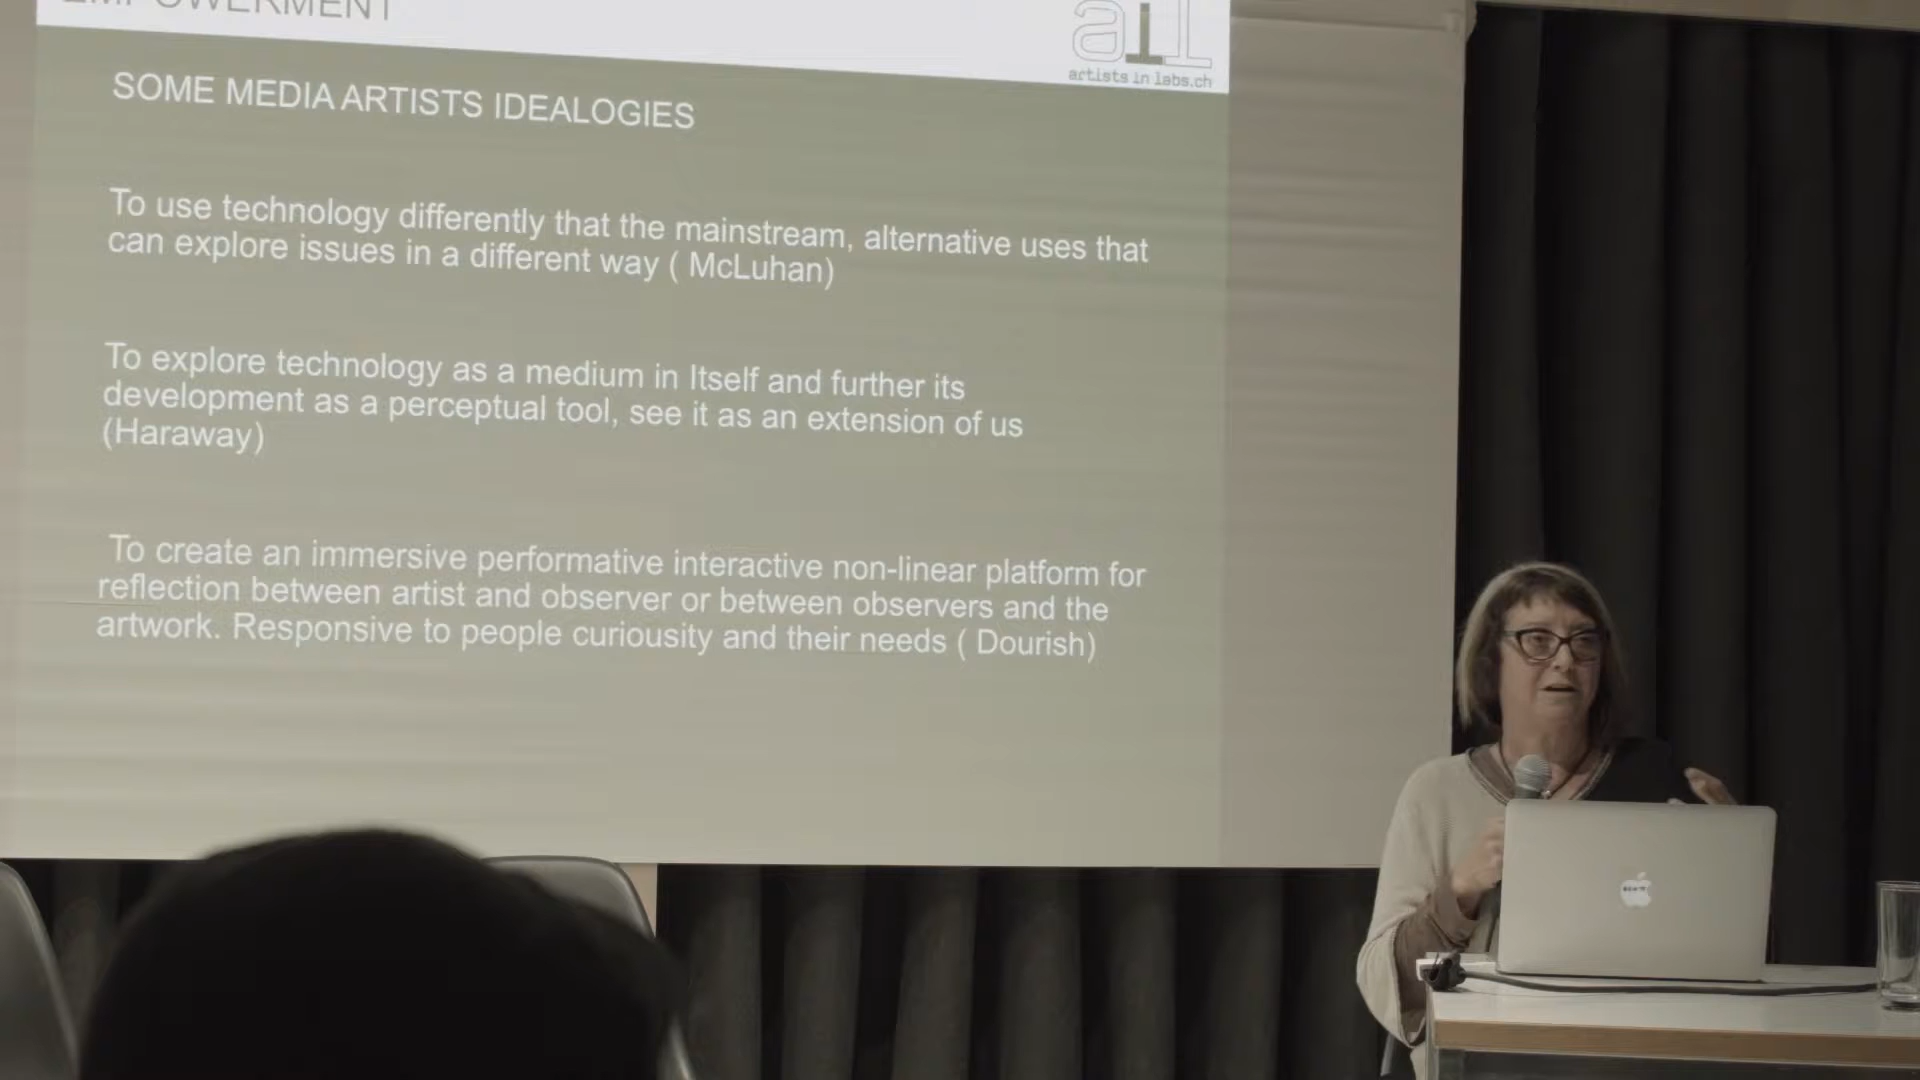 EMPOWERMENT
ail
artists in labs.ch
SOME MEDIA ARTISTS IDEALOGIES
To use technology differently that the mainstream, alternative uses that
can explore issues in a different way ( McLuhan)
To explore technology as a medium in Itself and further its
development as a perceptual tool, see it as an extension of us
(Haraway)
To create an immersive performative interactive non-linear platform for
reflection between artist and observer or between observers and the
artwork. Responsive to people curiousity and their needs ( Dourish)